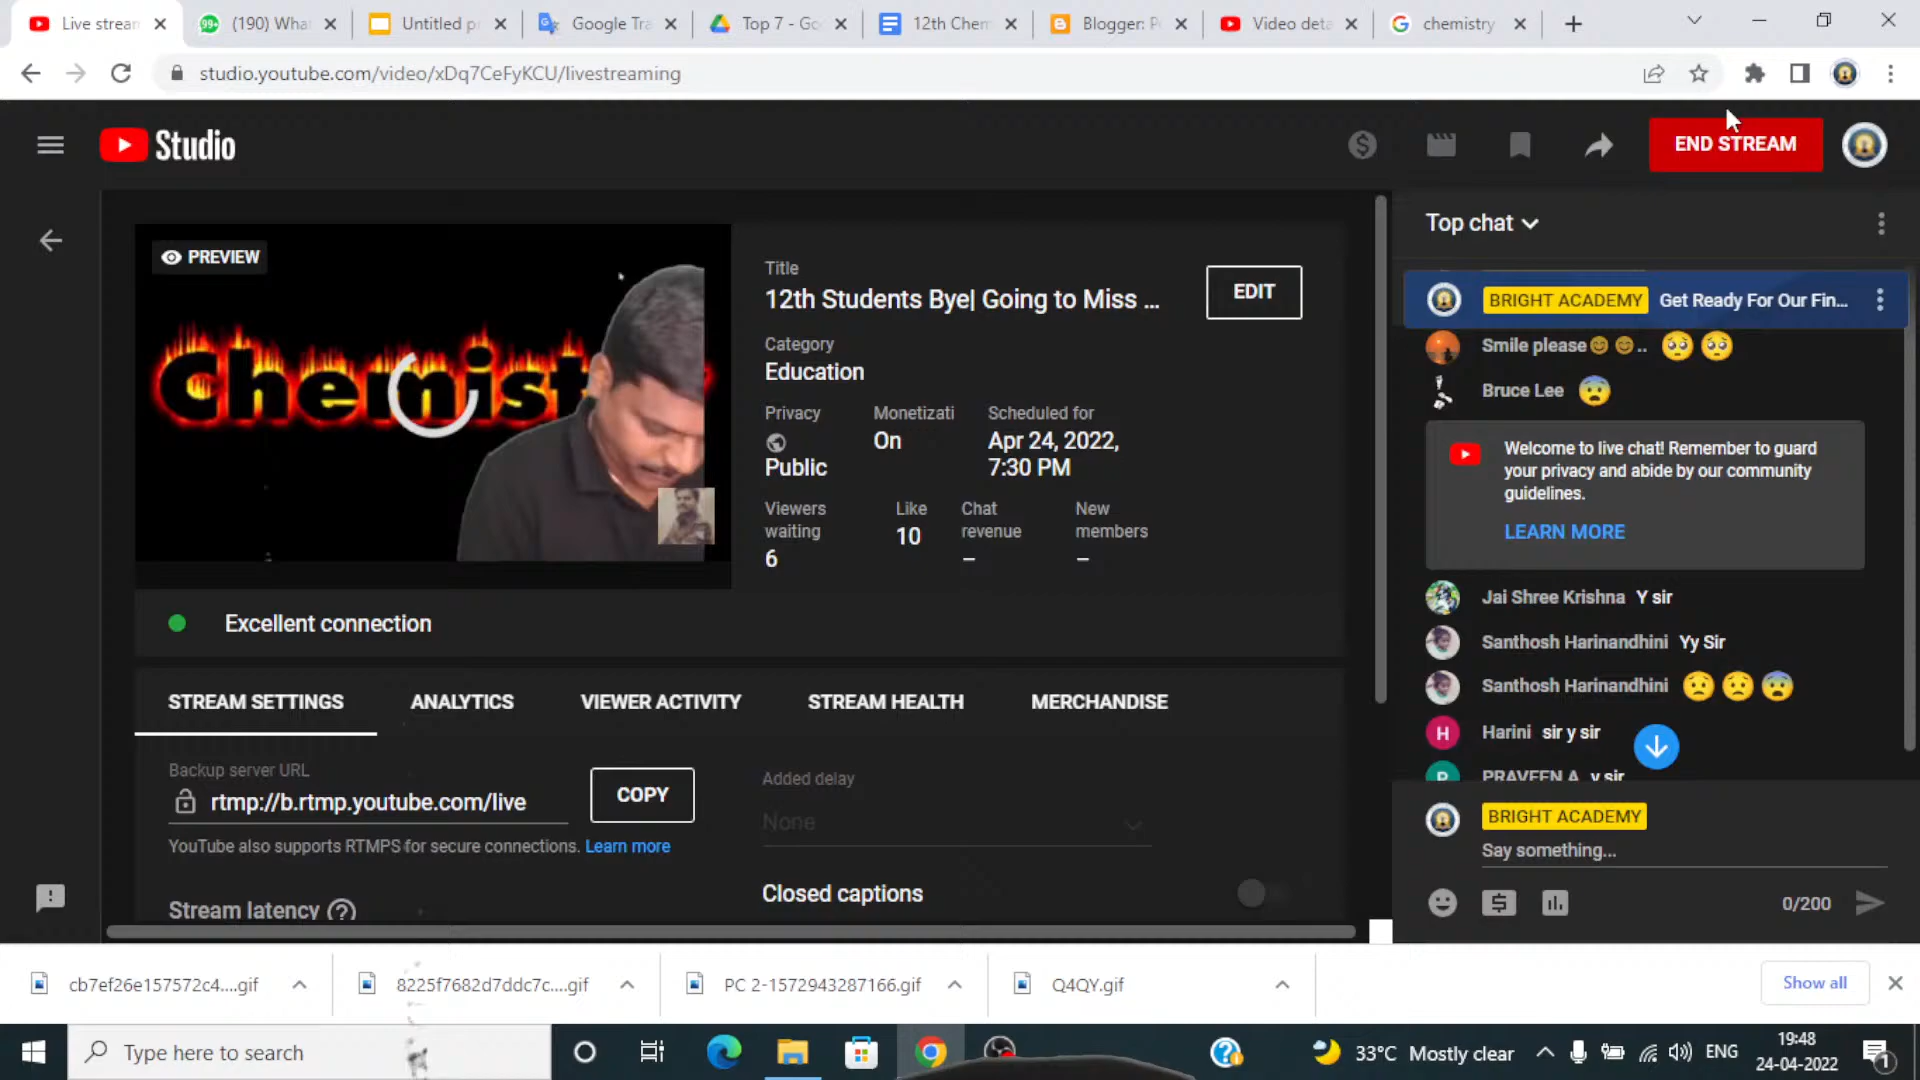 Live strean
(190) Wha
Untitled p
Google Tra
Top 7 - Go
12th Chem
Blogger: P
Video deta
chemistry
studio.youtube.com/video/xDq7CeFyKCU/livestreaming
Studio
END STREAM
PREVIEW
Chemist
Title
12th Students Bye| Going to Miss ...
EDIT
Category
Education
Privacy
Monetizati
Scheduled for
Public
On
Apr 24, 2022,
7:30 PM
Viewers
waiting
Like
Chat
revenue
New
members
6
10
–
–
Excellent connection
STREAM SETTINGS
ANALYTICS
VIEWER ACTIVITY
STREAM HEALTH
MERCHANDISE
Backup server URL
rtmp://b.rtmp.youtube.com/live
COPY
YouTube also supports RTMPS for secure connections. Learn more
Stream latency
Added delay
None
Closed captions
Top chat
BRIGHT ACADEMY Get Ready For Our Fin...
Smile please😊😊.. 🥺🥺
Bruce Lee 😨
Welcome to live chat! Remember to guard
your privacy and abide by our community
guidelines.
LEARN MORE
Jai Shree Krishna Y sir
Santhosh Harinandhini Yy Sir
Santhosh Harinandhini 😟😟😨
H Harini sir y sir
P PRAVEEN A y sir
BRIGHT ACADEMY
Say something...
0/200
cb7ef26e157572c4....gif
8225f7682d7ddc7c....gif
PC 2-1572943287166.gif
Q4QY.gif
Show all
Type here to search
33°C Mostly clear
ENG
19:48
24-04-2022
1